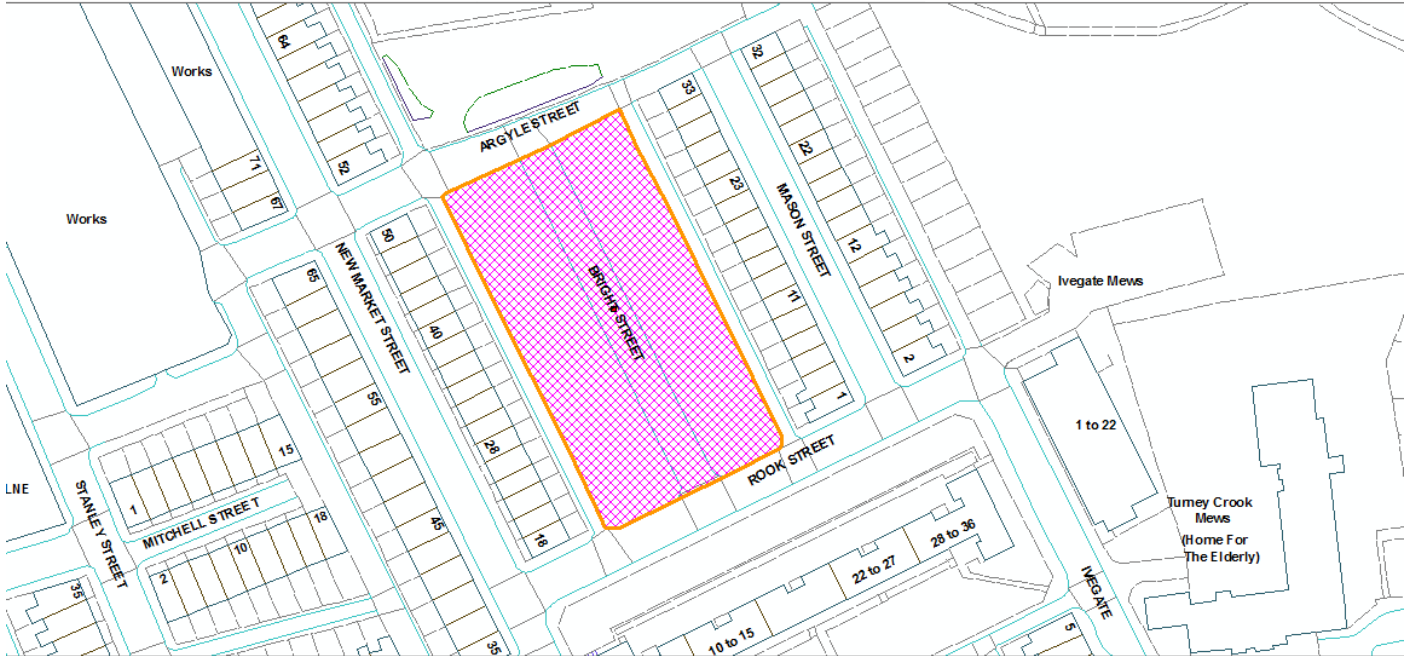 64
Works
71
67
52
Works
ARGYLE STREET
33
32
22
23
MASON STREET
12
11
2
1
50
NEW MARKET STREET
65
40
BRIGHT STREET
55
28
18
45
35
Ivegate Mews
1 to 22
ROOK STREET
LNE
STANLEY STREET
1
15
MITCHELL STREET
2
10
18
35
28 to 36
22 to 27
10 to 15
IVEGATE
5
Turney Crook
Mews
(Home For
The Elderly)